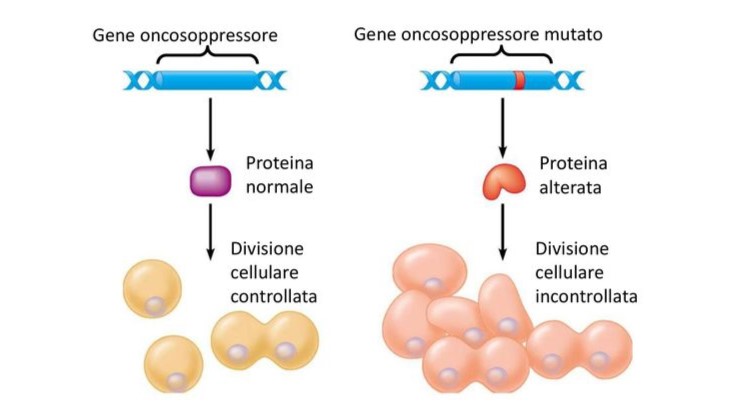 Gene oncosoppressore
Proteina
normale
Divisione
cellulare
controllata
Gene oncosoppressore mutato
Proteina
alterata
Divisione
cellulare
incontrollata